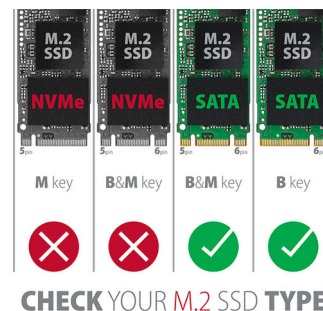 M.2 SSD M.2 SSD M.2 SSD M.2 SSD
NVMe NVMe SATA SATA
5pin 5pin 6pin 5pin 6pin
M key B&M key B&M key B key
CHECK YOUR M.2 SSD TYPE